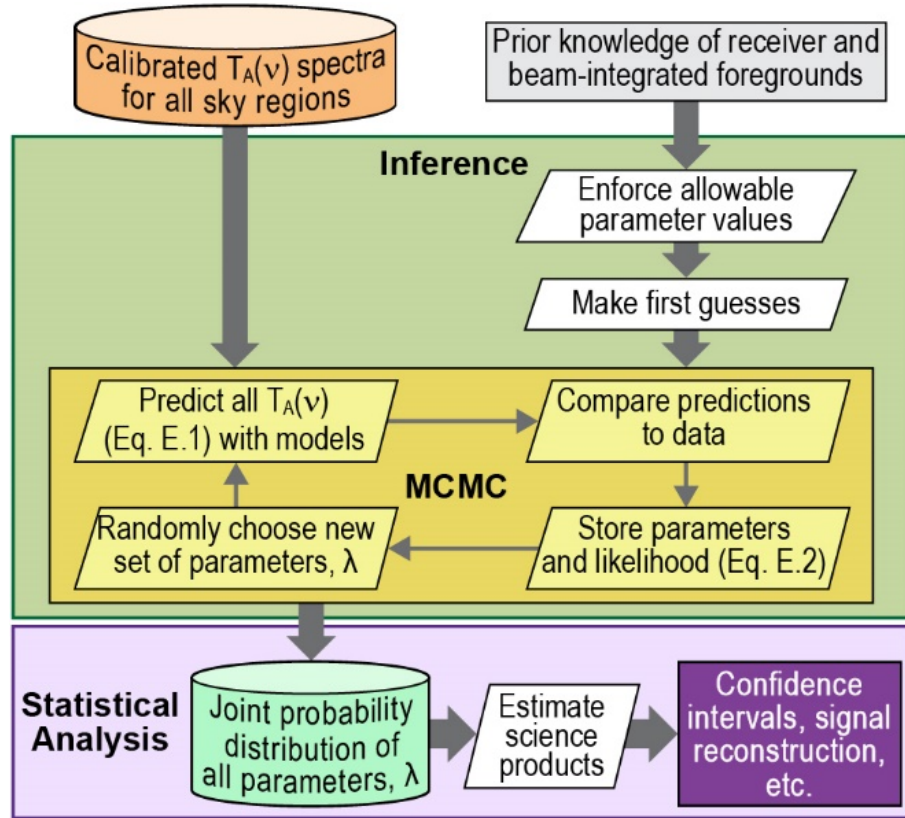 Calibrated T_A(ν) spectra
for all sky regions
Prior knowledge of receiver and
beam-integrated foregrounds
Inference
Enforce allowable
parameter values
Make first guesses
Predict all T_A(ν)
(Eq. E.1) with models
Compare predictions
to data
MCMC
Randomly choose new
set of parameters, λ
Store parameters
and likelihood (Eq. E.2)
Statistical
Analysis
Joint probability
distribution of
all parameters, λ
Estimate
science
products
Confidence
intervals, signal
reconstruction,
etc.